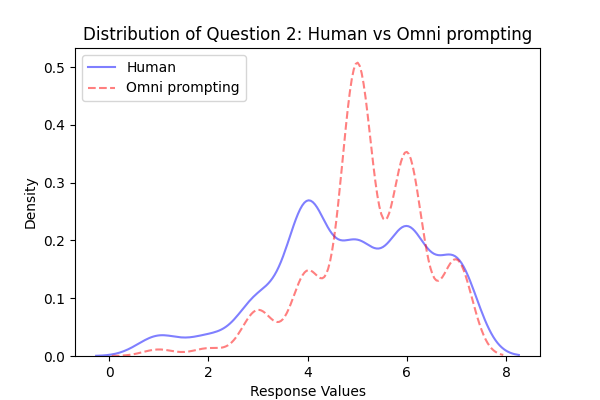 Distribution of Question 2: Human vs Omni prompting
Human
Omni prompting
Density
0.5
0.4
0.3
0.2
0.1
0.0
0 2 4 6 8
Response Values